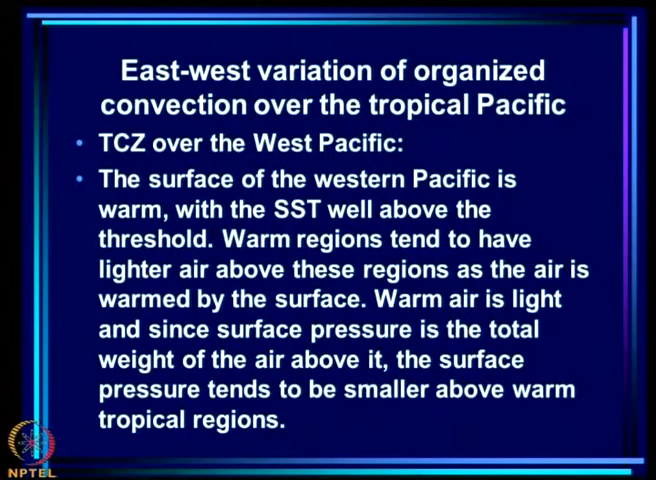 East-west variation of organized
convection over the tropical Pacific
• TCZ over the West Pacific:
• The surface of the western Pacific is
warm, with the SST well above the
threshold. Warm regions tend to have
lighter air above these regions as the air is
warmed by the surface. Warm air is light
and since surface pressure is the total
weight of the air above it, the surface
pressure tends to be smaller above warm
tropical regions.
NPTEL